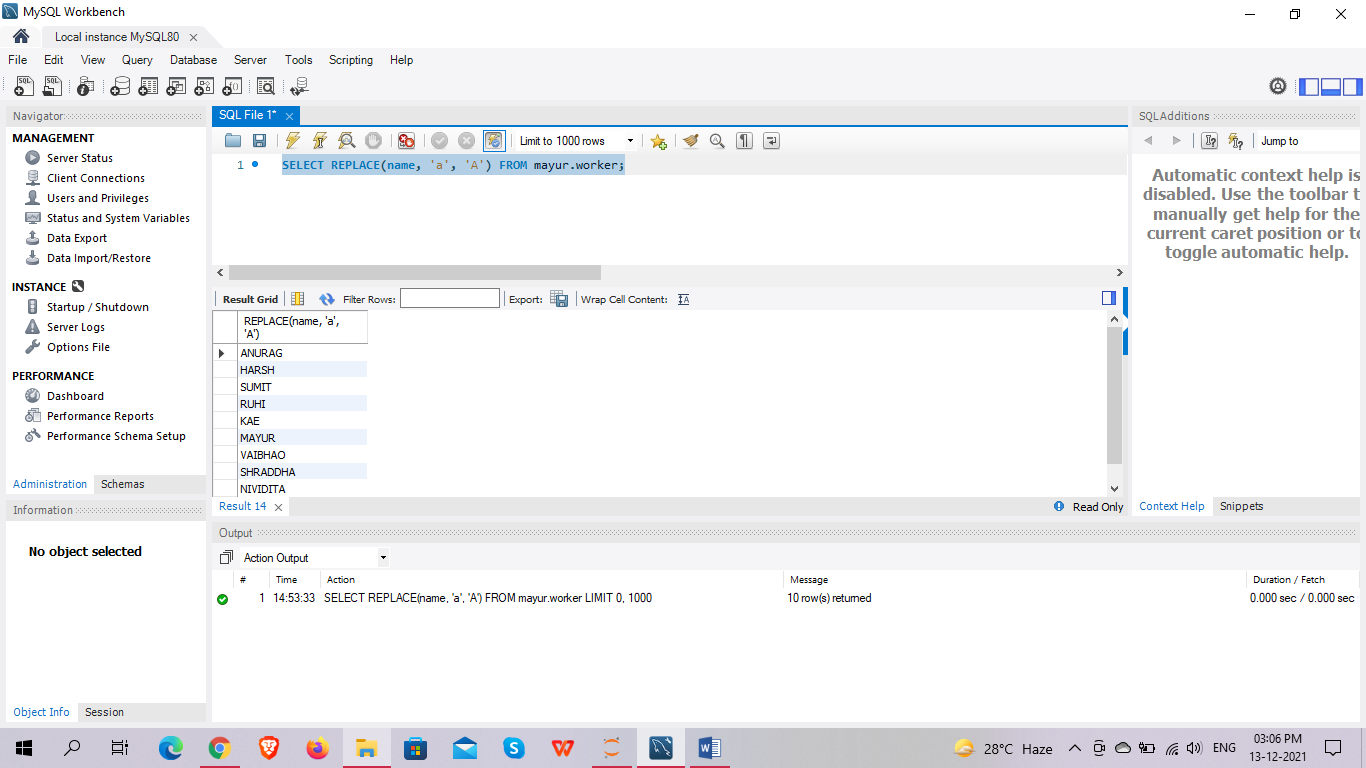 MySQL Workbench
Local instance MySQL80
File Edit View Query Database Server Tools Scripting Help
Navigator
MANAGEMENT
Server Status
Client Connections
Users and Privileges
Status and System Variables
Data Export
Data Import/Restore
INSTANCE
Startup / Shutdown
Server Logs
Options File
PERFORMANCE
Dashboard
Performance Reports
Performance Schema Setup
Administration Schemas
Information
No object selected
Object Info Session
SQL File 1*
Limit to 1000 rows
1 SELECT REPLACE(name, 'a', 'A') FROM mayur.worker;
Result Grid Filter Rows: Export: Wrap Cell Content:
REPLACE(name, 'a',
'A')
ANURAG
HARSH
SUMIT
RUHI
KAE
MAYUR
VAIBHAO
SHRADDHA
NIVIDITA
Result 14
Read Only
SQLAdditions
Jump to
Automatic context help is
disabled. Use the toolbar t
manually get help for the
current caret position or to
toggle automatic help.
Context Help Snippets
Output
Action Output
# Time Action Message Duration / Fetch
1 14:53:33 SELECT REPLACE(name, 'a', 'A') FROM mayur.worker LIMIT 0, 1000 10 row(s) returned 0.000 sec / 0.000 sec
28°C Haze
ENG
03:06 PM
13-12-2021